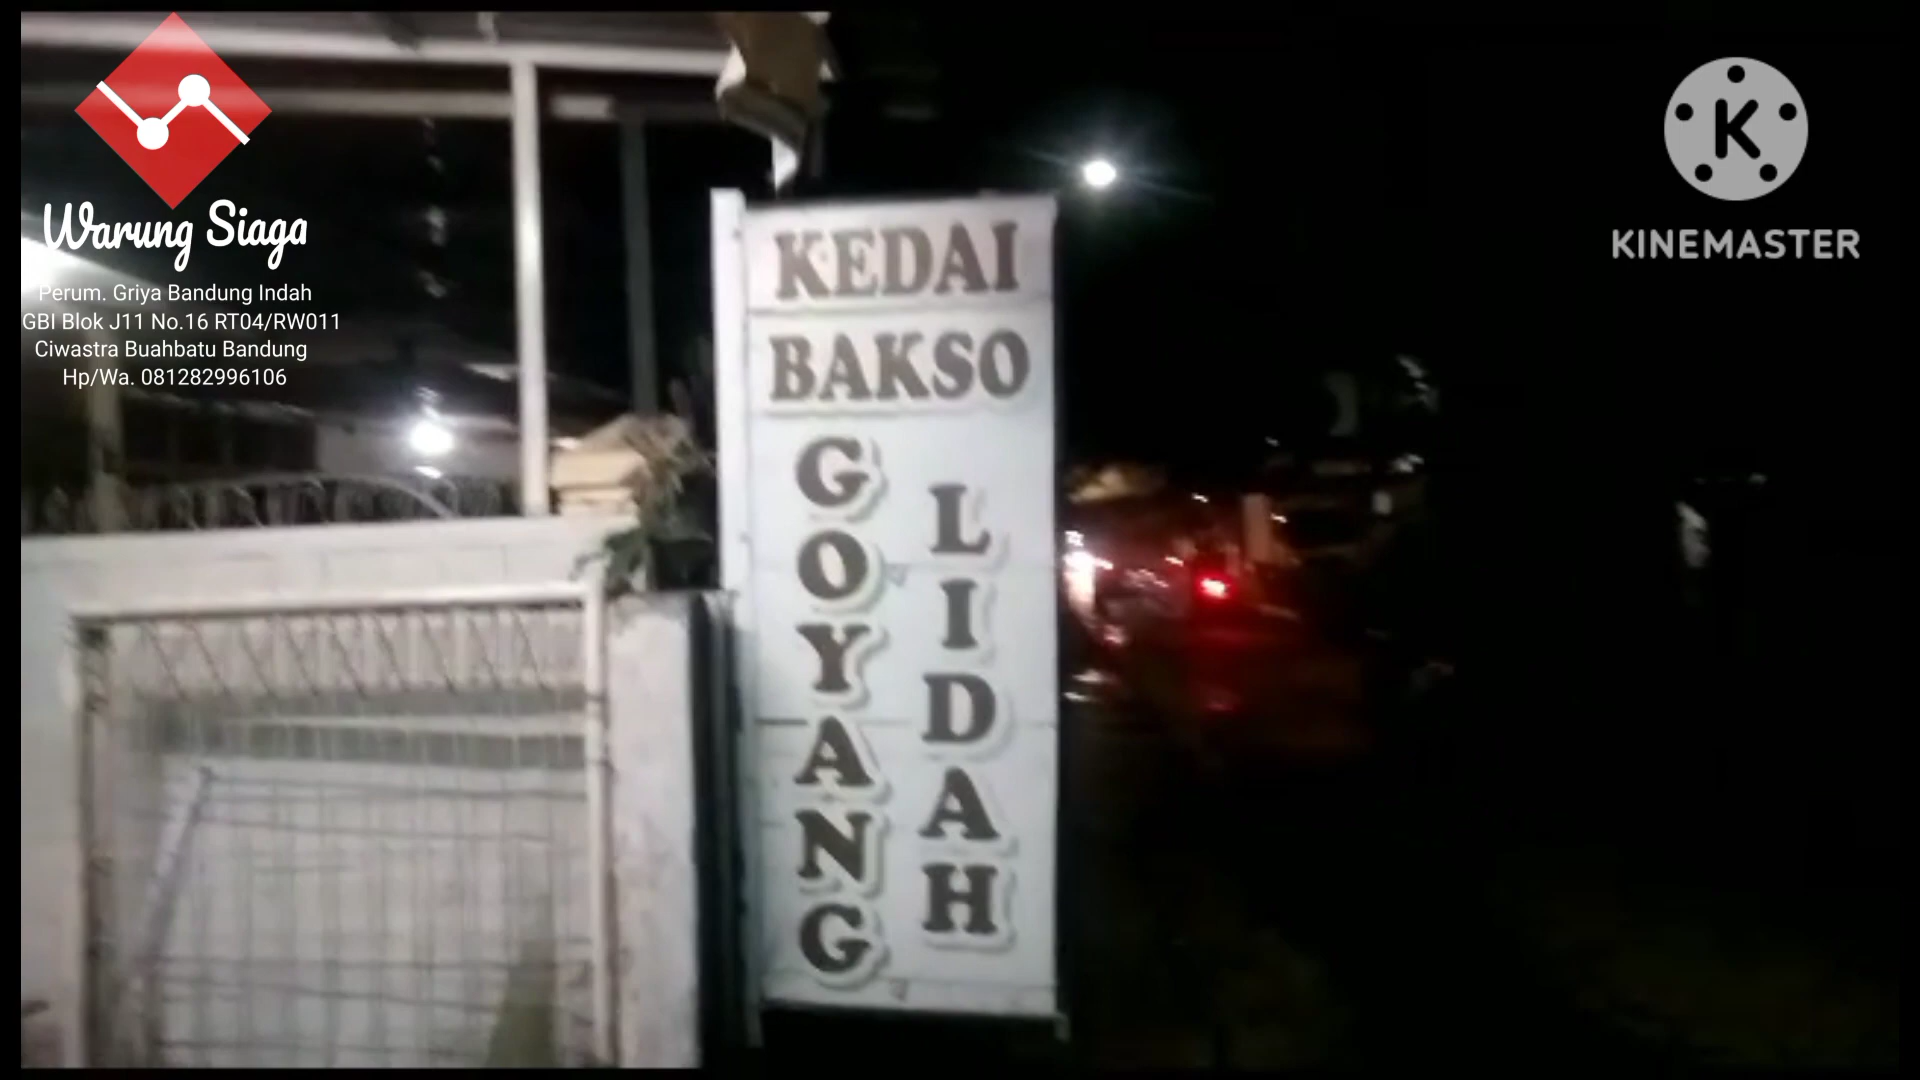 Warung Siaga
Perum. Griya Bandung Indah
GBI Blok J11 No.16 RT04/RW011
Ciwastra Buahbatu Bandung
Hp/Wa. 081282996106
KEDAI
BAKSO
GOYANG
LIDAH
K
KINEMASTER